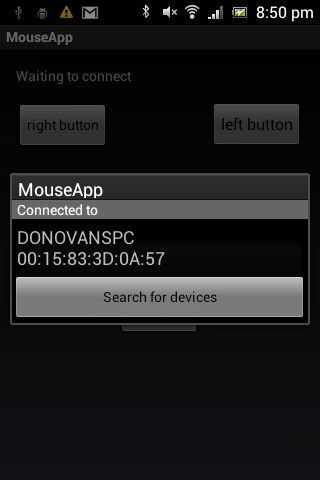 8:50 pm
MouseApp
Waiting to connect
right button
left button
MouseApp
Connected to
DONOVANSPC
00:15:83:3D:0A:57
Search for devices